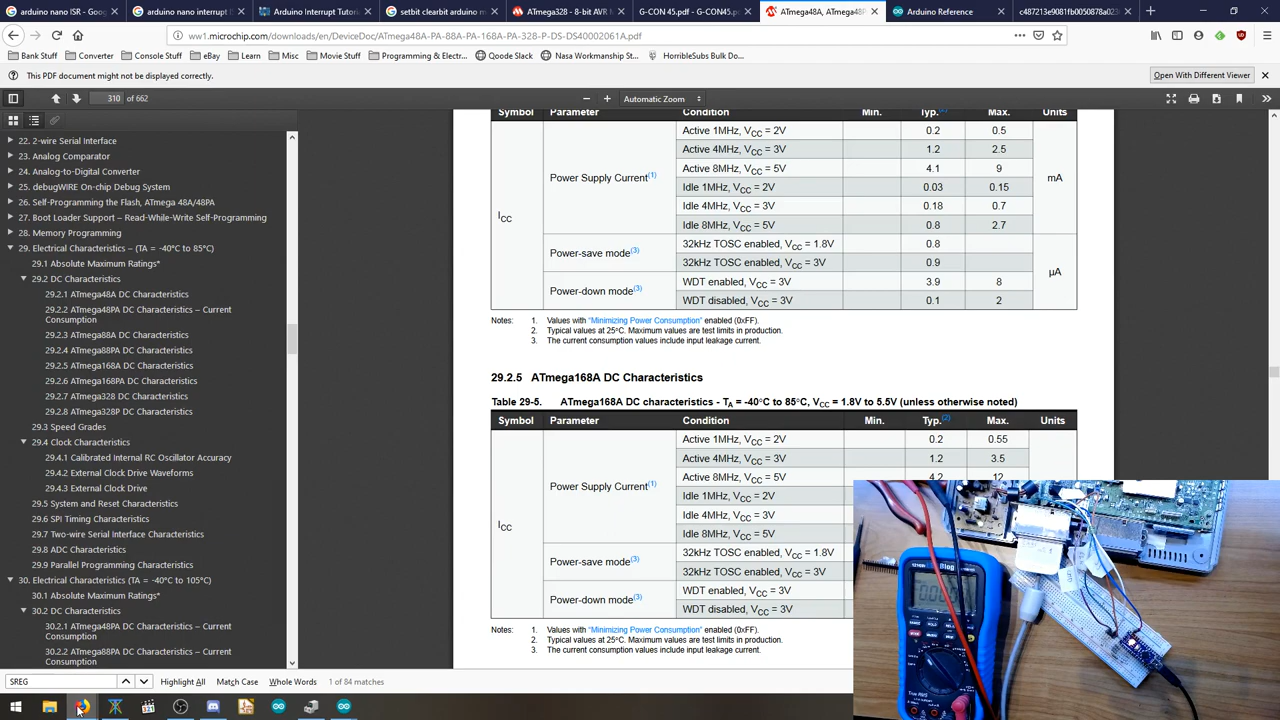 arduino nano ISR - Google
arduino nano interrupt D
Arduino Interrupt Tutorial
setbit clearbit arduino m
ATmega328 - 8-bit AVR M
G-CON 45.pdf - G-CON45.p
ATmega48A, ATmega48P
Arduino Reference
c487213e9081fb0050878a023
ww1.microchip.com/downloads/en/DeviceDoc/ATmega48A-PA-88A-PA-168A-PA-328-P-DS-DS40002061A.pdf
Bank Stuff
Converter
Console Stuff
eBay
Learn
Misc
Movie Stuff
Programming & Electr...
Qoode Slack
Nasa Workmanship St...
HorribleSubs Bulk Do...
This PDF document might not be displayed correctly.
Open With Different Viewer
310 of 662
Automatic Zoom
22. 2-wire Serial Interface
23. Analog Comparator
24. Analog-to-Digital Converter
25. debugWIRE On-chip Debug System
26. Self-Programming the Flash, ATmega 48A/48PA
27. Boot Loader Support – Read-While-Write Self-Programming
28. Memory Programming
29. Electrical Characteristics – (TA = -40°C to 85°C)
29.1 Absolute Maximum Ratings*
29.2 DC Characteristics
29.2.1 ATmega48A DC Characteristics
29.2.2 ATmega48PA DC Characteristics – Current
Consumption
29.2.3 ATmega88A DC Characteristics
29.2.4 ATmega88PA DC Characteristics
29.2.5 ATmega168A DC Characteristics
29.2.6 ATmega168PA DC Characteristics
29.2.7 ATmega328 DC Characteristics
29.2.8 ATmega328P DC Characteristics
29.3 Speed Grades
29.4 Clock Characteristics
29.4.1 Calibrated Internal RC Oscillator Accuracy
29.4.2 External Clock Drive Waveforms
29.4.3 External Clock Drive
29.5 System and Reset Characteristics
29.6 SPI Timing Characteristics
29.7 Two-wire Serial Interface Characteristics
29.8 ADC Characteristics
29.9 Parallel Programming Characteristics
30. Electrical Characteristics (TA = -40°C to 105°C)
30.1 Absolute Maximum Ratings*
30.2 DC Characteristics
30.2.1 ATmega48PA DC Characteristics – Current
Consumption
30.2.2 ATmega88PA DC Characteristics – Current
Consumption
Symbol Parameter Condition Min. Typ.(2) Max. Units
Active 1MHz, VCC = 2V 0.2 0.5
Active 4MHz, VCC = 3V 1.2 2.5
Power Supply Current(1) Active 8MHz, VCC = 5V 4.1 9 mA
Idle 1MHz, VCC = 2V 0.03 0.15
Idle 4MHz, VCC = 3V 0.18 0.7
ICC Idle 8MHz, VCC = 5V 0.8 2.7
Power-save mode(3) 32kHz TOSC enabled, VCC = 1.8V 0.8
32kHz TOSC enabled, VCC = 3V 0.9 µA
Power-down mode(3) WDT enabled, VCC = 3V 3.9 8
WDT disabled, VCC = 3V 0.1 2
Notes: 1. Values with "Minimizing Power Consumption" enabled (0xFF).
2. Typical values at 25°C. Maximum values are test limits in production.
3. The current consumption values include input leakage current.
29.2.5 ATmega168A DC Characteristics
Table 29-5. ATmega168A DC characteristics - TA = -40°C to 85°C, VCC = 1.8V to 5.5V (unless otherwise noted)
Symbol Parameter Condition Min. Typ.(2) Max. Units
Active 1MHz, VCC = 2V 0.2 0.55
Active 4MHz, VCC = 3V 1.2 3.5
Power Supply Current(1) Active 8MHz, VCC = 5V 4.2 12
Idle 1MHz, VCC = 2V
Idle 4MHz, VCC = 3V
ICC Idle 8MHz, VCC = 5V
Power-save mode(3) 32kHz TOSC enabled, VCC = 1.8V
32kHz TOSC enabled, VCC = 3V
Power-down mode(3) WDT enabled, VCC = 3V
WDT disabled, VCC = 3V
Notes: 1. Values with "Minimizing Power Consumption" enabled (0xFF).
2. Typical values at 25°C. Maximum values are test limits in production.
3. The current consumption values include input leakage current.
Blog
SREG
Highlight All
Match Case
Whole Words
1 of 84 matches